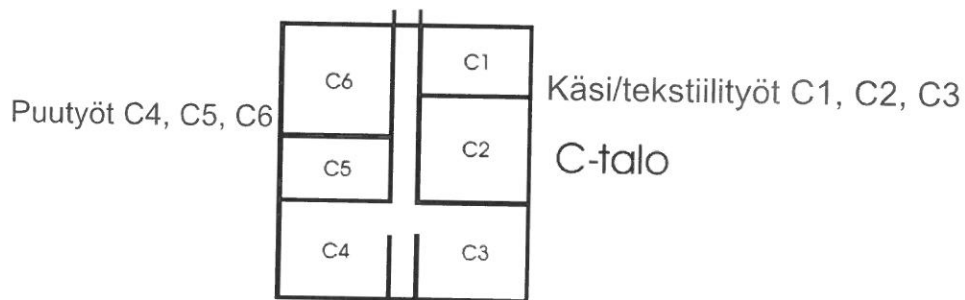 C1
C6
Käsi/tekstiilityöt C1, C2, C3
Puutyöt C4, C5, C6
C2
C-talo
C5
C4
C3